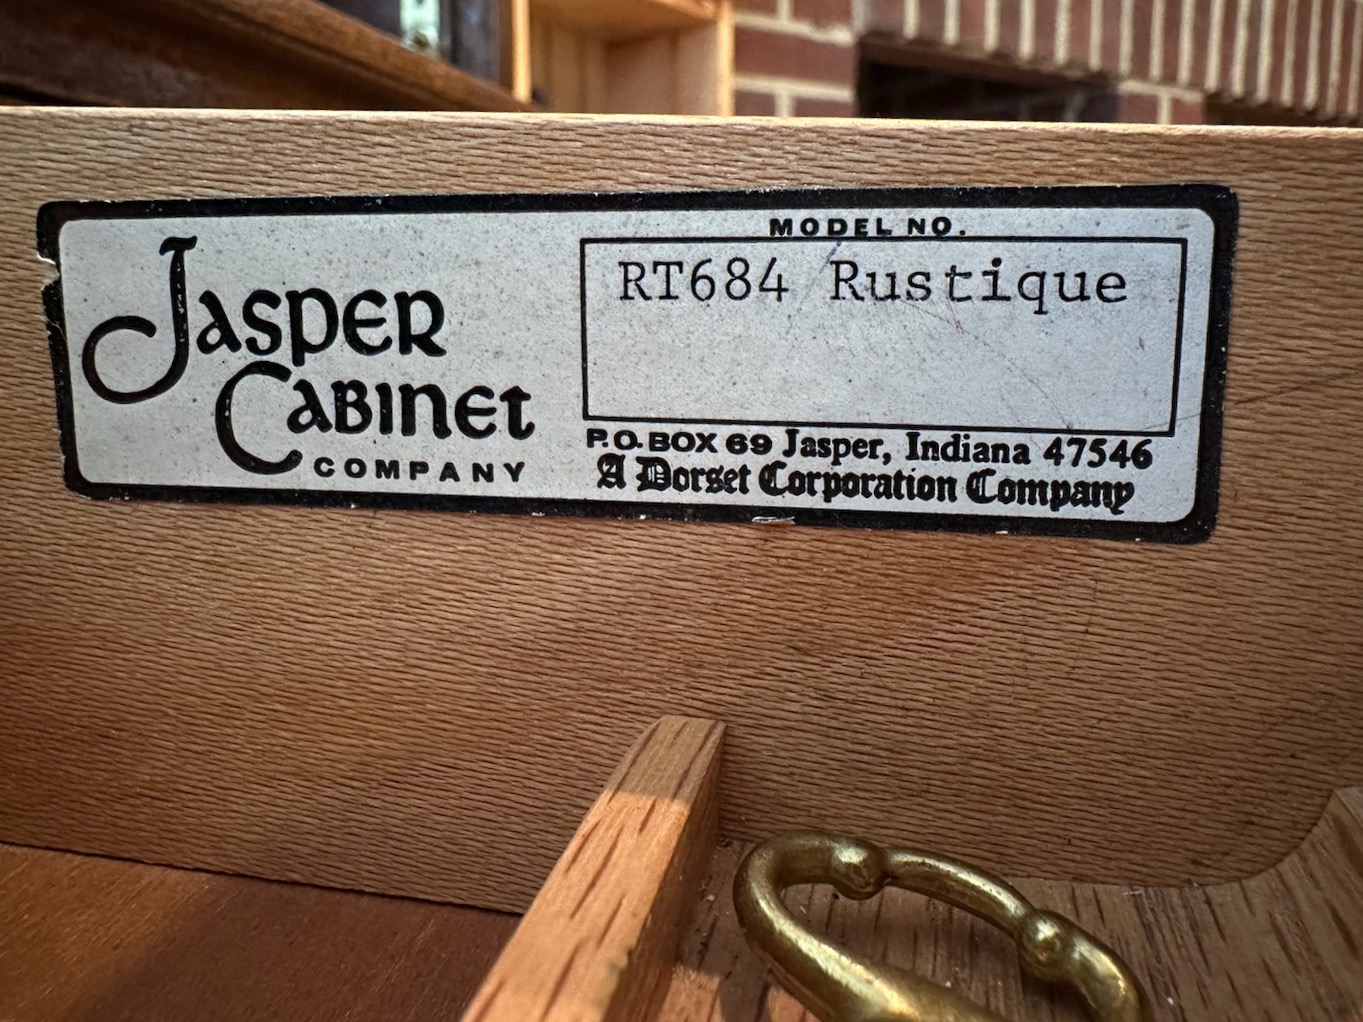 Jasper
Cabinet
COMPANY
MODEL NO.
RT684 Rustique
P.O. BOX 69 Jasper, Indiana 47546
A Dorset Corporation Company